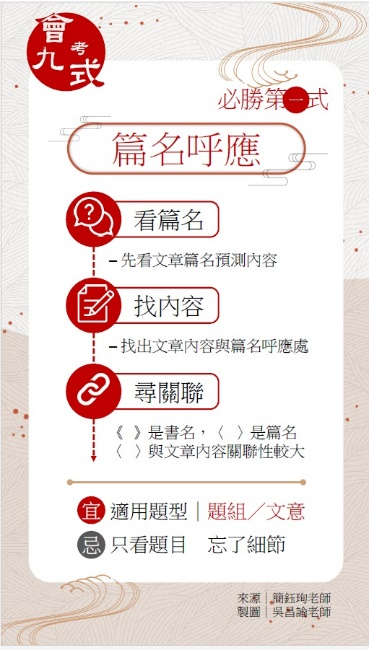 會考
九式
必勝第一式
篇名呼應
看篇名
–先看文章篇名預測內容
找內容
–找出文章內容與篇名呼應處
尋關聯
《 》是書名，〈 〉是篇名
〈 〉與文章內容關聯性較大
宜 適用題型｜題組／文意
忌 只看題目 忘了細節
來源｜簡鈺珣老師
製圖｜吳昌諭老師